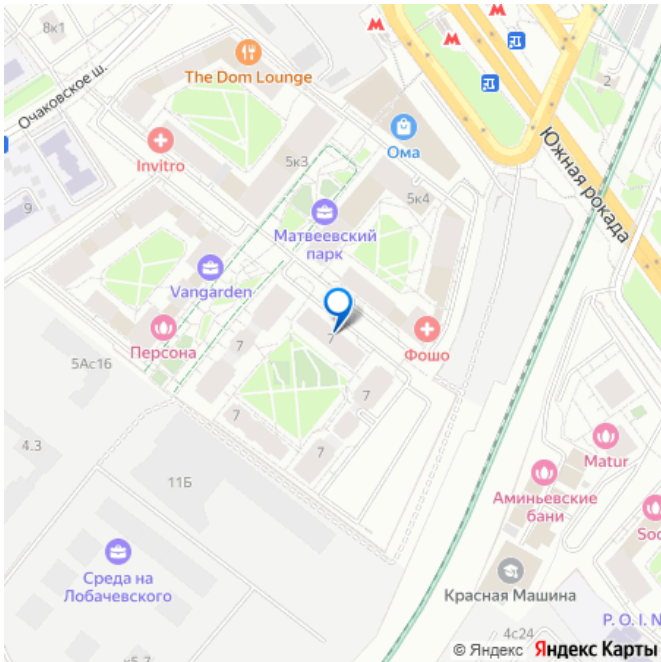 8к1
The Dom Lounge
M
M
M
2
Очаковское ш.
Ома
Invitro
5к3
Южная рокада
9
5к4
Матвеевский
парк
Vangarden
7
Персона
7
Фошо
5Ас16
7
7
7
4.3
11Б
Matur
Аминьевские
бани
Soc
Среда на
Лобачевского
Красная Машина
P. O. I. N
4с24
© Яндекс Яндекс Карты